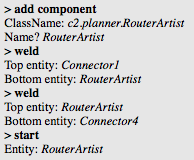 > add component
ClassName: c2.planner.RouterArtist
Name? RouterArtist
> weld
Top entity: Connector1
Bottom entity: RouterArtist
> weld
Top entity: RouterArtist
Bottom entity: Connector4
> start
Entity: RouterArtist